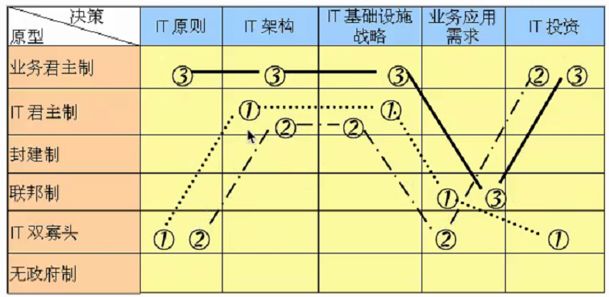 决策
原型
IT 原则
IT 架构
IT 基础设施
战略
业务应用
需求
IT 投资
业务君主制
③ ③ ③ ② ③
IT 君主制
① ①
② ②
封建制
联邦制
① ③
IT 双寡头
① ② ② ①
无政府制